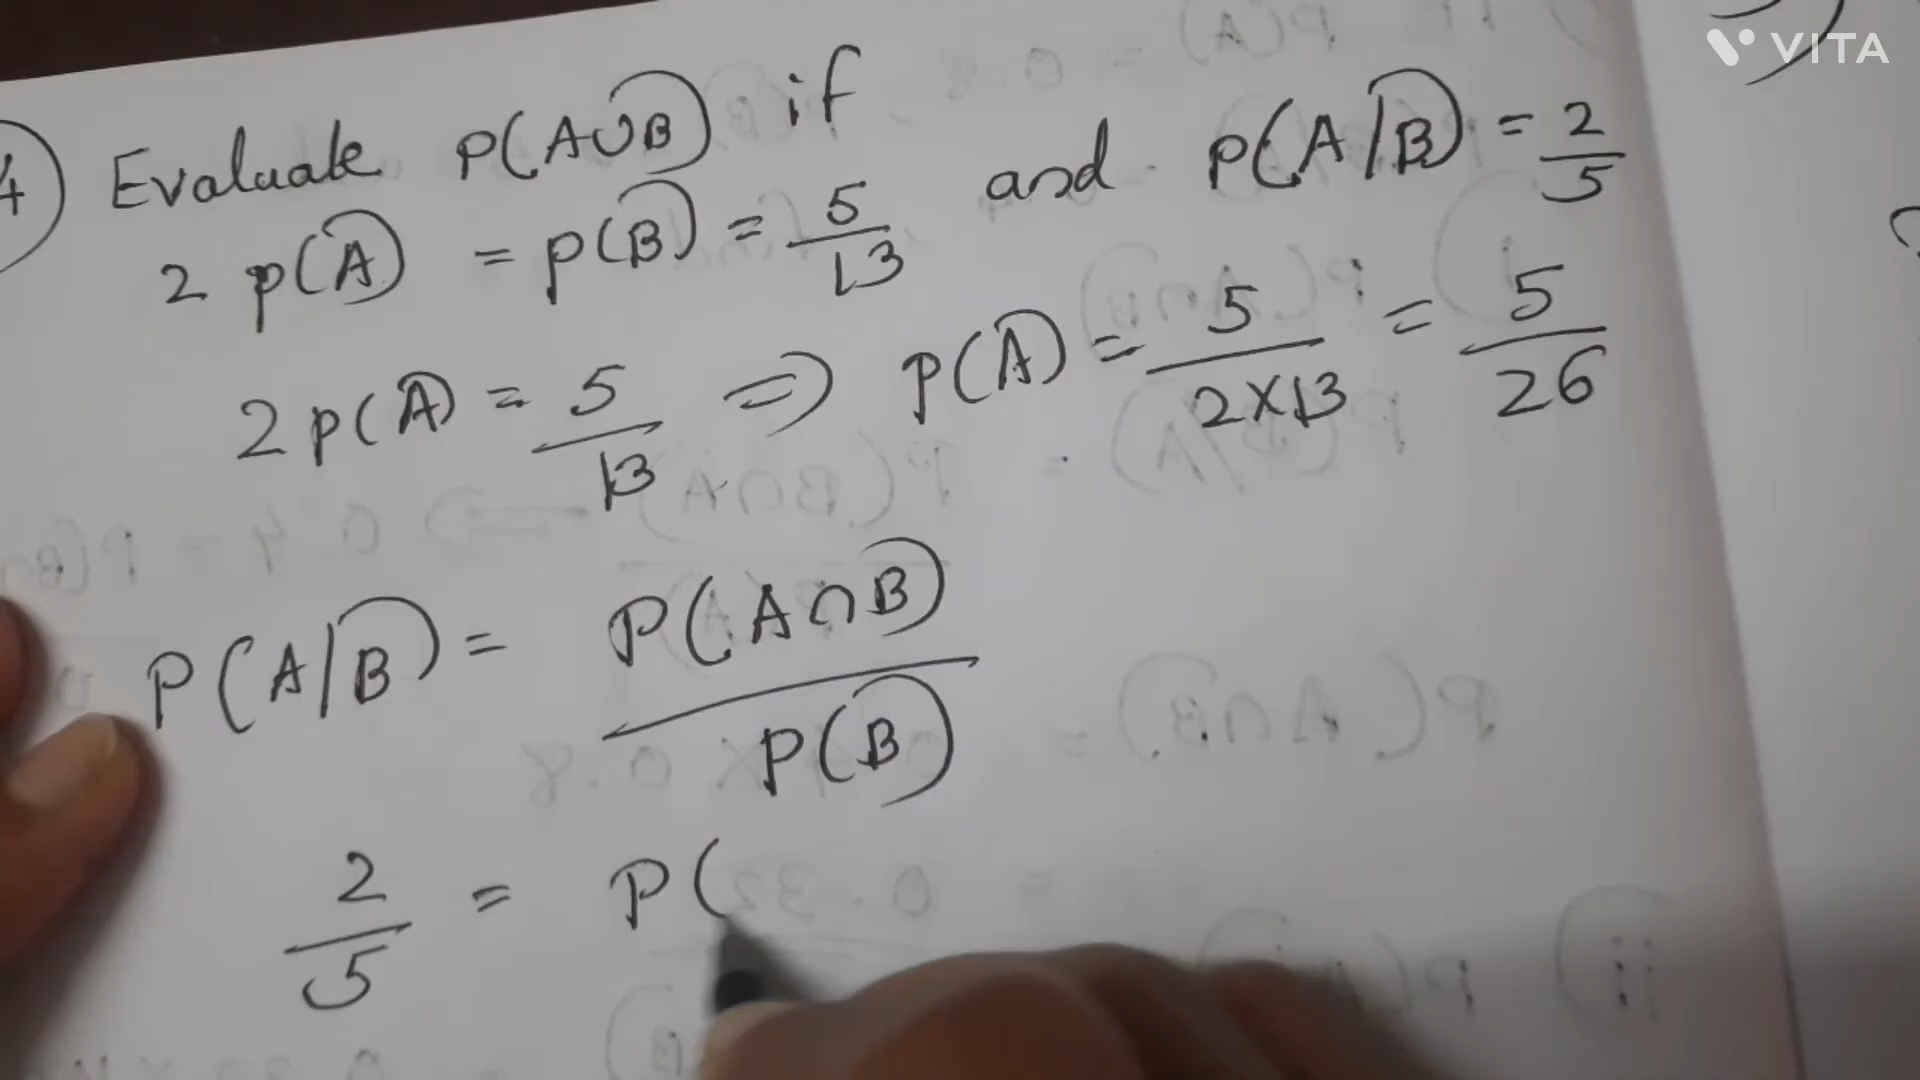 VITA
4) Evaluate P(A∪B) if
2 P(A) = P(B) = 5/13 and P(A/B) = 2/5
2 P(A) = 5/13 ⇒ P(A) = 5/(2×13) = 5/26
P(A/B) = P(A∩B)/P(B)
2/5 = P(